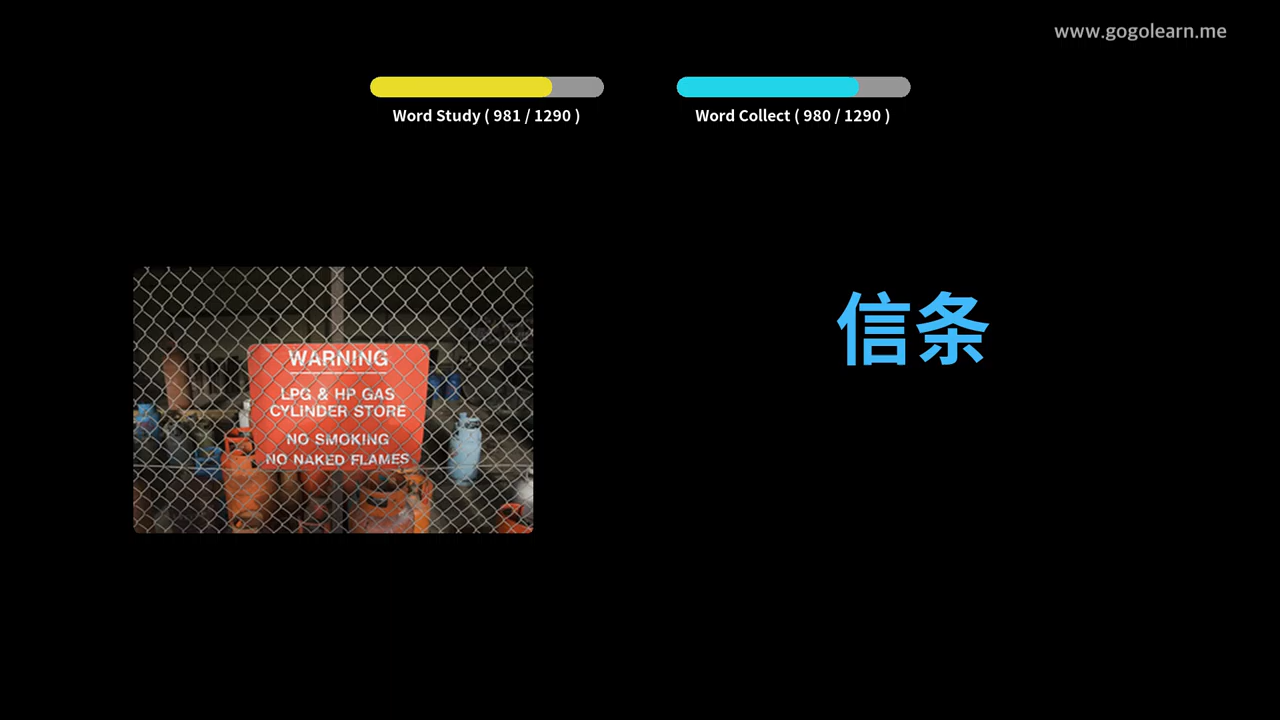 www.gogolearn.me
Word Study ( 981 / 1290 )
Word Collect ( 980 / 1290 )
信条
WARNING
LPG & HP GAS
CYLINDER STORE
NO SMOKING
NO NAKED FLAMES